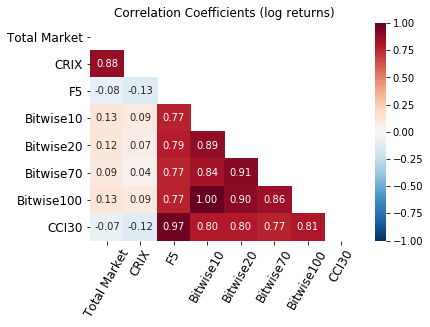 Correlation Coefficients (log returns)
Total Market
CRIX 0.88
F5 -0.08 -0.13
Bitwise10 0.13 0.09 0.77
Bitwise20 0.12 0.07 0.79 0.89
Bitwise70 0.09 0.04 0.77 0.84 0.91
Bitwise100 0.13 0.09 0.77 1.00 0.90 0.86
CCI30 -0.07 -0.12 0.97 0.80 0.80 0.77 0.81
Total Market CRIX F5 Bitwise10 Bitwise20 Bitwise70 Bitwise100 CCI30
1.00
0.75
0.50
0.25
0.00
−0.25
−0.50
−0.75
−1.00